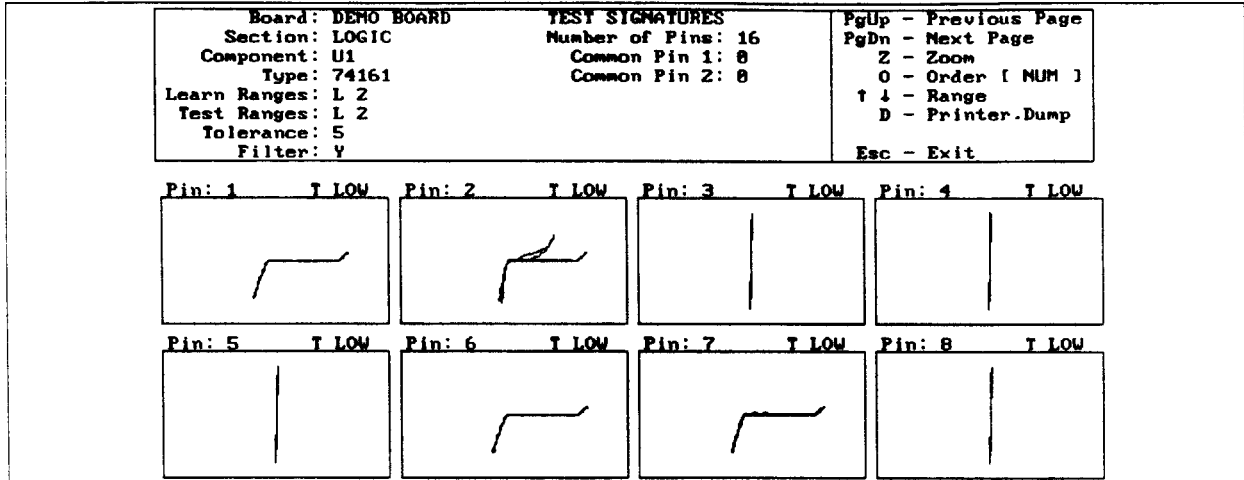 Board: DEMO BOARD TEST SIGNATURES PgUp - Previous Page
Section: LOGIC Number of Pins: 16 PgDn - Next Page
Component: U1 Common Pin 1: 0 Z - Zoom
Type: 74161 Common Pin 2: 0 O - Order [ NUM ]
Learn Ranges: L 2 ↑ ↓ - Range
Test Ranges: L 2 D - Printer.Dump
Tolerance: 5
Filter: Y Esc - Exit
Pin: 1 T LOW Pin: 2 T LOW Pin: 3 T LOW Pin: 4 T LOW
Pin: 5 T LOW Pin: 6 T LOW Pin: 7 T LOW Pin: 8 T LOW